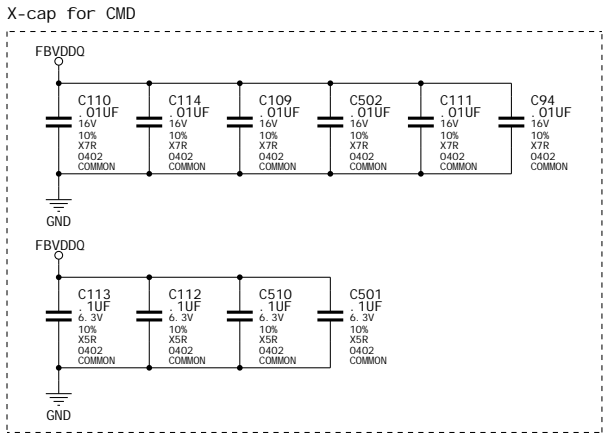 X-cap for CMD
FBVDDQ
C110 C114 C109 C502 C111 C94
.01UF .01UF .01UF .01UF .01UF .01UF
16V 16V 16V 16V 16V 16V
10% 10% 10% 10% 10% 10%
X7R X7R X7R X7R X7R X7R
0402 0402 0402 0402 0402 0402
COMMON COMMON COMMON COMMON COMMON COMMON
GND
FBVDDQ
C113 C112 C510 C501
.1UF .1UF .1UF .1UF
6.3V 6.3V 6.3V 6.3V
10% 10% 10% 10%
X5R X5R X5R X5R
0402 0402 0402 0402
COMMON COMMON COMMON COMMON
GND